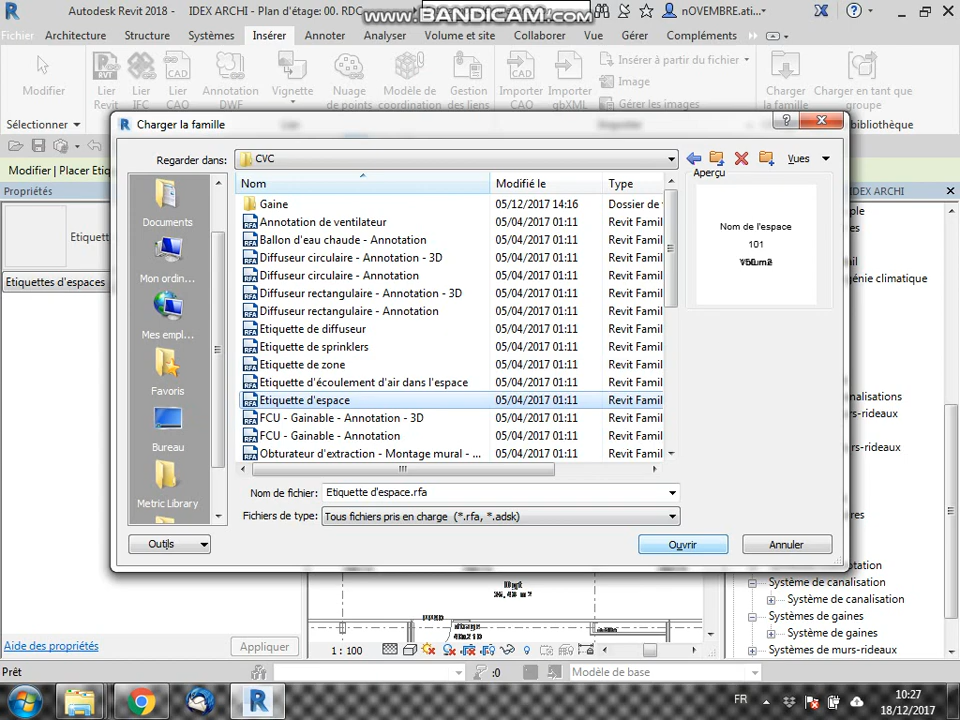 Autodesk Revit 2018 - IDEX ARCHI - Plan d'étage: 00. RDC
www.BANDICAM.com
nOVEMBRE.ati...
Fichier Architecture Structure Systèmes Insérer Annoter Analyser Volume et site Collaborer Vue Gérer Compléments
Modifier
Lier Revit
Lier IFC
Lier CAO
Annotation DWF
Vignette
Nuage de points
Modèle de coordination
Gestion des liens
Importer CAO
Importer gbXML
Insérer à partir du fichier
Image
Gérer les images
Charger la famille
Charger en tant que groupe
Sélectionner
Modifier | Placer Etiq
Propriétés
IDEX ARCHI
Etiquett
Etiquettes d'espaces
Charger la famille
Regarder dans: CVC
Vues
Nom Modifié le Type
Gaine 05/12/2017 14:16 Dossier de
Annotation de ventilateur 05/04/2017 01:11 Revit Famil
Ballon d'eau chaude - Annotation 05/04/2017 01:11 Revit Famil
Diffuseur circulaire - Annotation - 3D 05/04/2017 01:11 Revit Famil
Diffuseur circulaire - Annotation 05/04/2017 01:11 Revit Famil
Diffuseur rectangulaire - Annotation - 3D 05/04/2017 01:11 Revit Famil
Diffuseur rectangulaire - Annotation 05/04/2017 01:11 Revit Famil
Etiquette de diffuseur 05/04/2017 01:11 Revit Famil
Etiquette de sprinklers 05/04/2017 01:11 Revit Famil
Etiquette de zone 05/04/2017 01:11 Revit Famil
Etiquette d'écoulement d'air dans l'espace 05/04/2017 01:11 Revit Famil
Etiquette d'espace 05/04/2017 01:11 Revit Famil
FCU - Gainable - Annotation - 3D 05/04/2017 01:11 Revit Famil
FCU - Gainable - Annotation 05/04/2017 01:11 Revit Famil
Obturateur d'extraction - Montage mural - ... 05/04/2017 01:11 Revit Famil
Documents
Mon ordin...
Mes empl...
Favoris
Bureau
Metric Library
Aperçu
Nom de l'espace
101
Nom de fichier: Etiquette d'espace.rfa
Fichiers de type: Tous fichiers pris en charge (*.rfa, *.adsk)
Outils
Ouvrir
Annuler
génie climatique
nalisations
rs-rideaux
rs-rideaux
Système de canalisation
Système de canalisation
Systèmes de gaines
Système de gaines
Systèmes de murs-rideaux
Aide des propriétés
Appliquer
1 : 100
Prêt
:0
Modèle de base
FR
10:27
18/12/2017